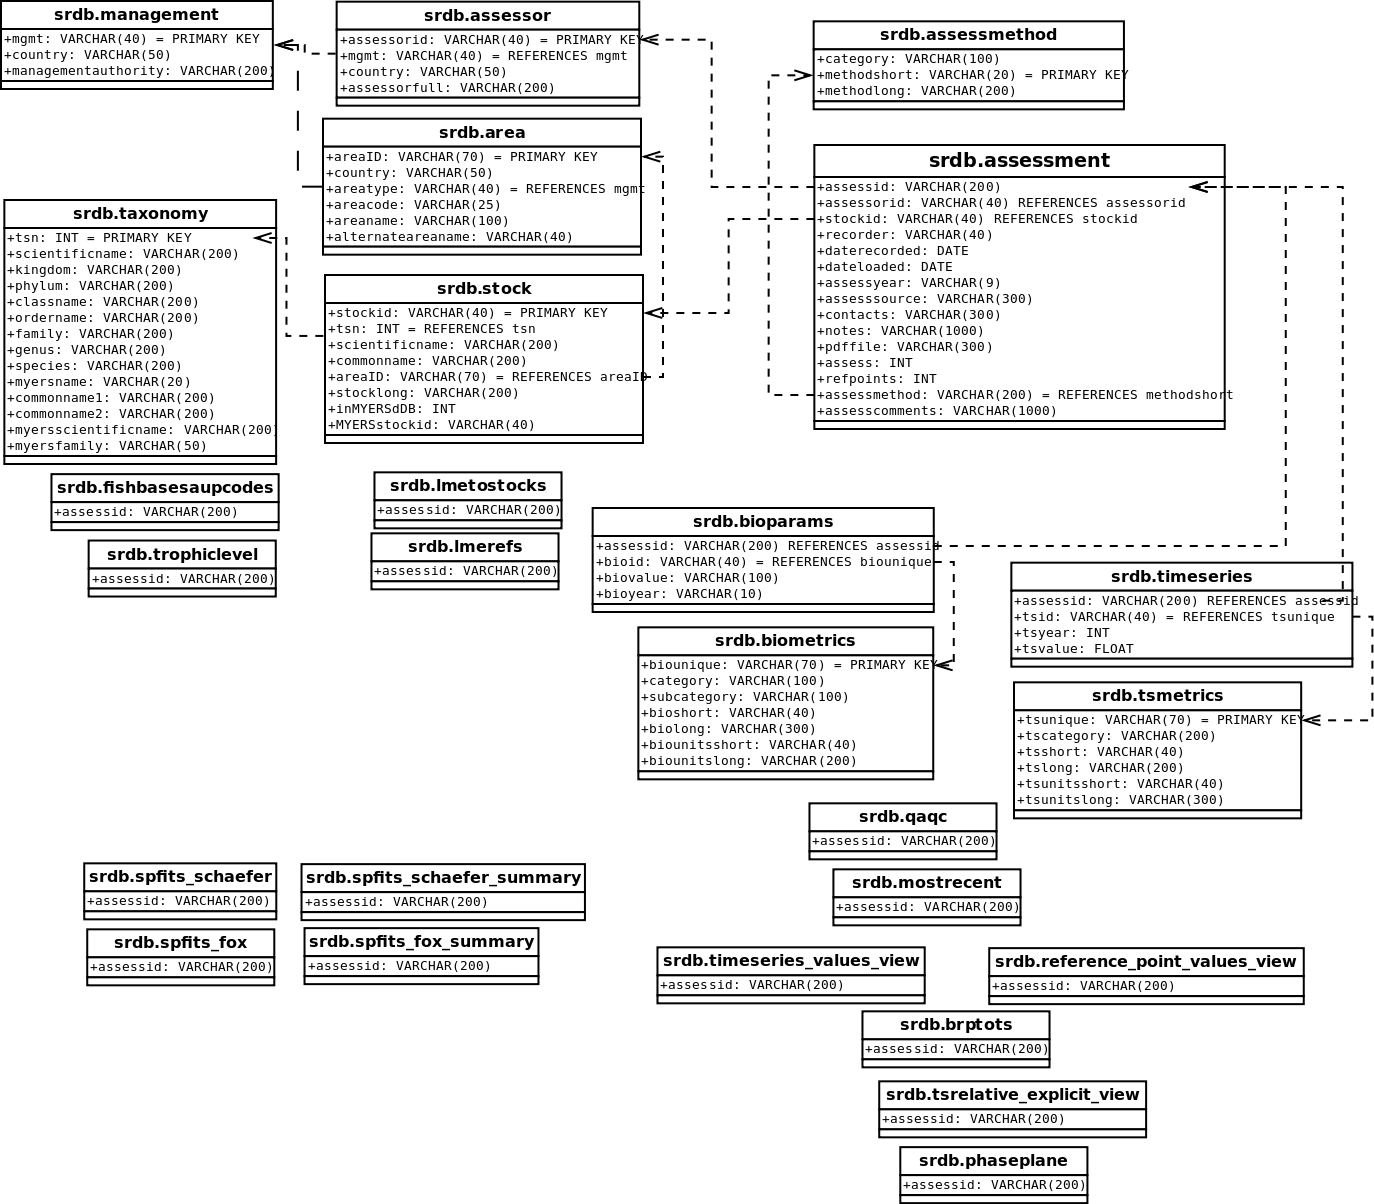 srdb.management
+mgmt: VARCHAR(40) = PRIMARY KEY
+country: VARCHAR(50)
+managementauthority: VARCHAR(200)
srdb.assessor
+assessorid: VARCHAR(40) = PRIMARY KEY
+mgmt: VARCHAR(40) = REFERENCES mgmt
+country: VARCHAR(50)
+assessorfull: VARCHAR(200)
srdb.assessmethod
+category: VARCHAR(100)
+methodshort: VARCHAR(20) = PRIMARY KEY
+methodlong: VARCHAR(200)
srdb.area
+areaID: VARCHAR(70) = PRIMARY KEY
+country: VARCHAR(50)
+areatype: VARCHAR(40) = REFERENCES mgmt
+areacode: VARCHAR(25)
+areaname: VARCHAR(100)
+alternateareaname: VARCHAR(40)
srdb.assessment
+assessid: VARCHAR(200)
+assessorid: VARCHAR(40) REFERENCES assessorid
+stockid: VARCHAR(40) REFERENCES stockid
+recorder: VARCHAR(40)
+daterecorded: DATE
+dateloaded: DATE
+assessyear: VARCHAR(9)
+assesssource: VARCHAR(300)
+contacts: VARCHAR(300)
+notes: VARCHAR(1000)
+pdffile: VARCHAR(300)
+assess: INT
+refpoints: INT
+assessmethod: VARCHAR(200) = REFERENCES methodshort
+assesscomments: VARCHAR(1000)
srdb.taxonomy
+tsn: INT = PRIMARY KEY
+scientificname: VARCHAR(200)
+kingdom: VARCHAR(200)
+phylum: VARCHAR(200)
+classname: VARCHAR(200)
+ordername: VARCHAR(200)
+family: VARCHAR(200)
+genus: VARCHAR(200)
+species: VARCHAR(200)
+myersname: VARCHAR(20)
+commonname1: VARCHAR(200)
+commonname2: VARCHAR(200)
+myersscientificname: VARCHAR(200)
+myersfamily: VARCHAR(50)
srdb.stock
+stockid: VARCHAR(40) = PRIMARY KEY
+tsn: INT = REFERENCES tsn
+scientificname: VARCHAR(200)
+commonname: VARCHAR(200)
+areaID: VARCHAR(70) = REFERENCES areaID
+stocklong: VARCHAR(200)
+inMYERSdDB: INT
+MYERSstockid: VARCHAR(40)
srdb.fishbasesaupcodes
+assessid: VARCHAR(200)
srdb.lmetostocks
+assessid: VARCHAR(200)
srdb.trophiclevel
+assessid: VARCHAR(200)
srdb.lmerefs
+assessid: VARCHAR(200)
srdb.bioparams
+assessid: VARCHAR(200) REFERENCES assessid
+bioid: VARCHAR(40) = REFERENCES biounique
+biovalue: VARCHAR(100)
+bioyear: VARCHAR(10)
srdb.timeseries
+assessid: VARCHAR(200) REFERENCES assessid
+tsid: VARCHAR(40) = REFERENCES tsunique
+tsyear: INT
+tsvalue: FLOAT
srdb.biometrics
+biounique: VARCHAR(70) = PRIMARY KEY
+category: VARCHAR(100)
+subcategory: VARCHAR(100)
+bioshort: VARCHAR(40)
+biolong: VARCHAR(300)
+biounitsshort: VARCHAR(40)
+biounitslong: VARCHAR(200)
srdb.tsmetrics
+tsunique: VARCHAR(70) = PRIMARY KEY
+tscategory: VARCHAR(200)
+tsshort: VARCHAR(40)
+tslong: VARCHAR(200)
+tsunitsshort: VARCHAR(40)
+tsunitslong: VARCHAR(300)
srdb.qaqc
+assessid: VARCHAR(200)
srdb.spfits_schaefer
+assessid: VARCHAR(200)
srdb.spfits_schaefer_summary
+assessid: VARCHAR(200)
srdb.mostrecent
+assessid: VARCHAR(200)
srdb.spfits_fox
+assessid: VARCHAR(200)
srdb.spfits_fox_summary
+assessid: VARCHAR(200)
srdb.timeseries_values_view
+assessid: VARCHAR(200)
srdb.reference_point_values_view
+assessid: VARCHAR(200)
srdb.brptots
+assessid: VARCHAR(200)
srdb.tsrelative_explicit_view
+assessid: VARCHAR(200)
srdb.phaseplane
+assessid: VARCHAR(200)